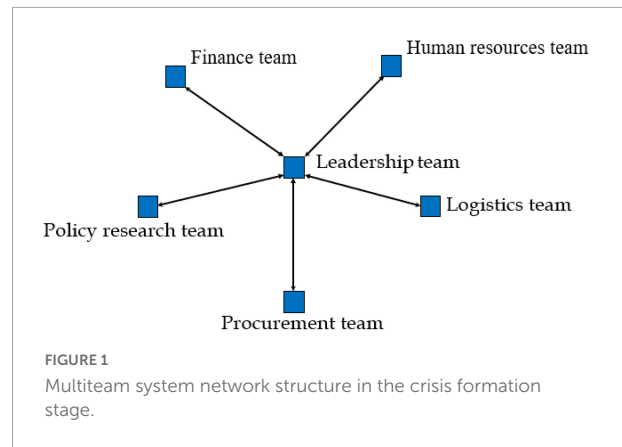 Finance team
Human resources team
Leadership team
Logistics team
Policy research team
Procurement team
FIGURE 1
Multiteam system network structure in the crisis formation
stage.